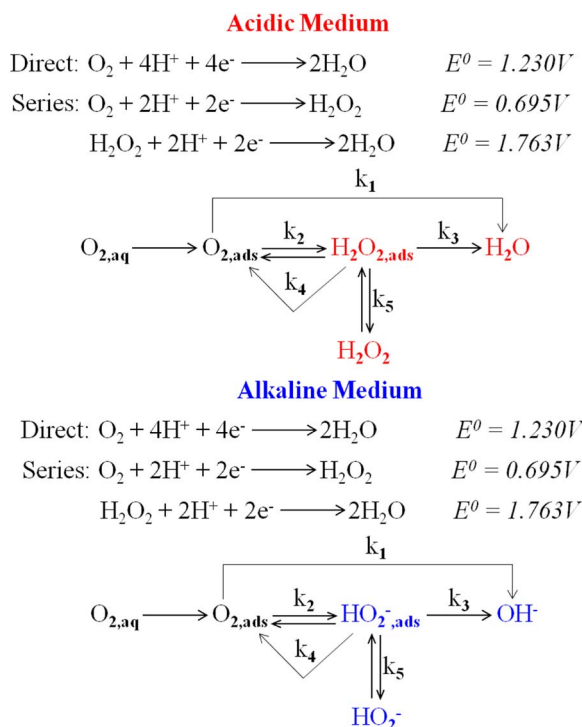 Acidic Medium
Direct: O₂ + 4H⁺ + 4e⁻ ⟶ 2H₂O E⁰ = 1.230V
Series: O₂ + 2H⁺ + 2e⁻ ⟶ H₂O₂ E⁰ = 0.695V
H₂O₂ + 2H⁺ + 2e⁻ ⟶ 2H₂O E⁰ = 1.763V
k₁
O₂,aq ⟶ O₂,ads k₂ ⇌ H₂O₂,ads k₃ ⟶ H₂O
k₄
k₅
H₂O₂
Alkaline Medium
Direct: O₂ + 4H⁺ + 4e⁻ ⟶ 2H₂O E⁰ = 1.230V
Series: O₂ + 2H⁺ + 2e⁻ ⟶ H₂O₂ E⁰ = 0.695V
H₂O₂ + 2H⁺ + 2e⁻ ⟶ 2H₂O E⁰ = 1.763V
k₁
O₂,aq ⟶ O₂,ads k₂ ⇌ HO₂⁻,ads k₃ ⟶ OH⁻
k₄
k₅
HO₂⁻